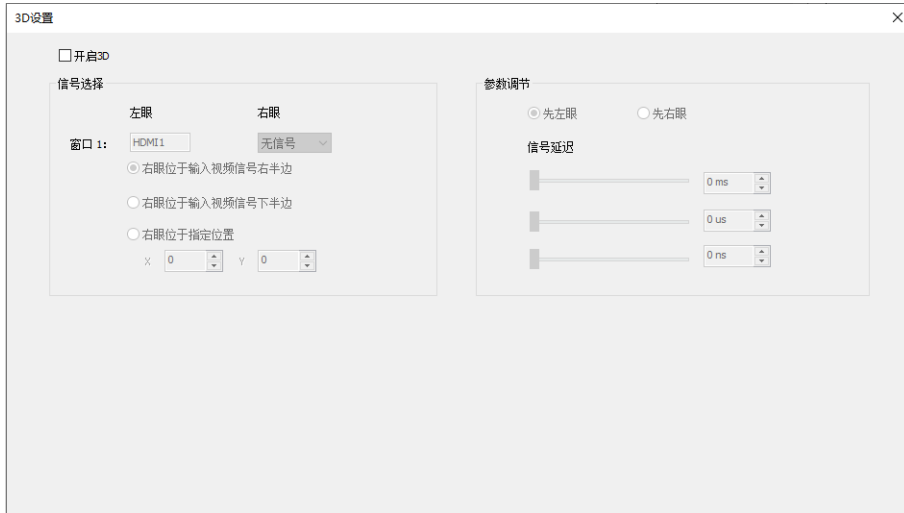 3D设置
开启3D
信号选择
左眼 右眼
窗口 1: HDMI1 无信号
右眼位于输入视频信号右半边
右眼位于输入视频信号下半边
右眼位于指定位置
X 0 Y 0
参数调节
先左眼 先右眼
信号延迟
0 ms
0 us
0 ns